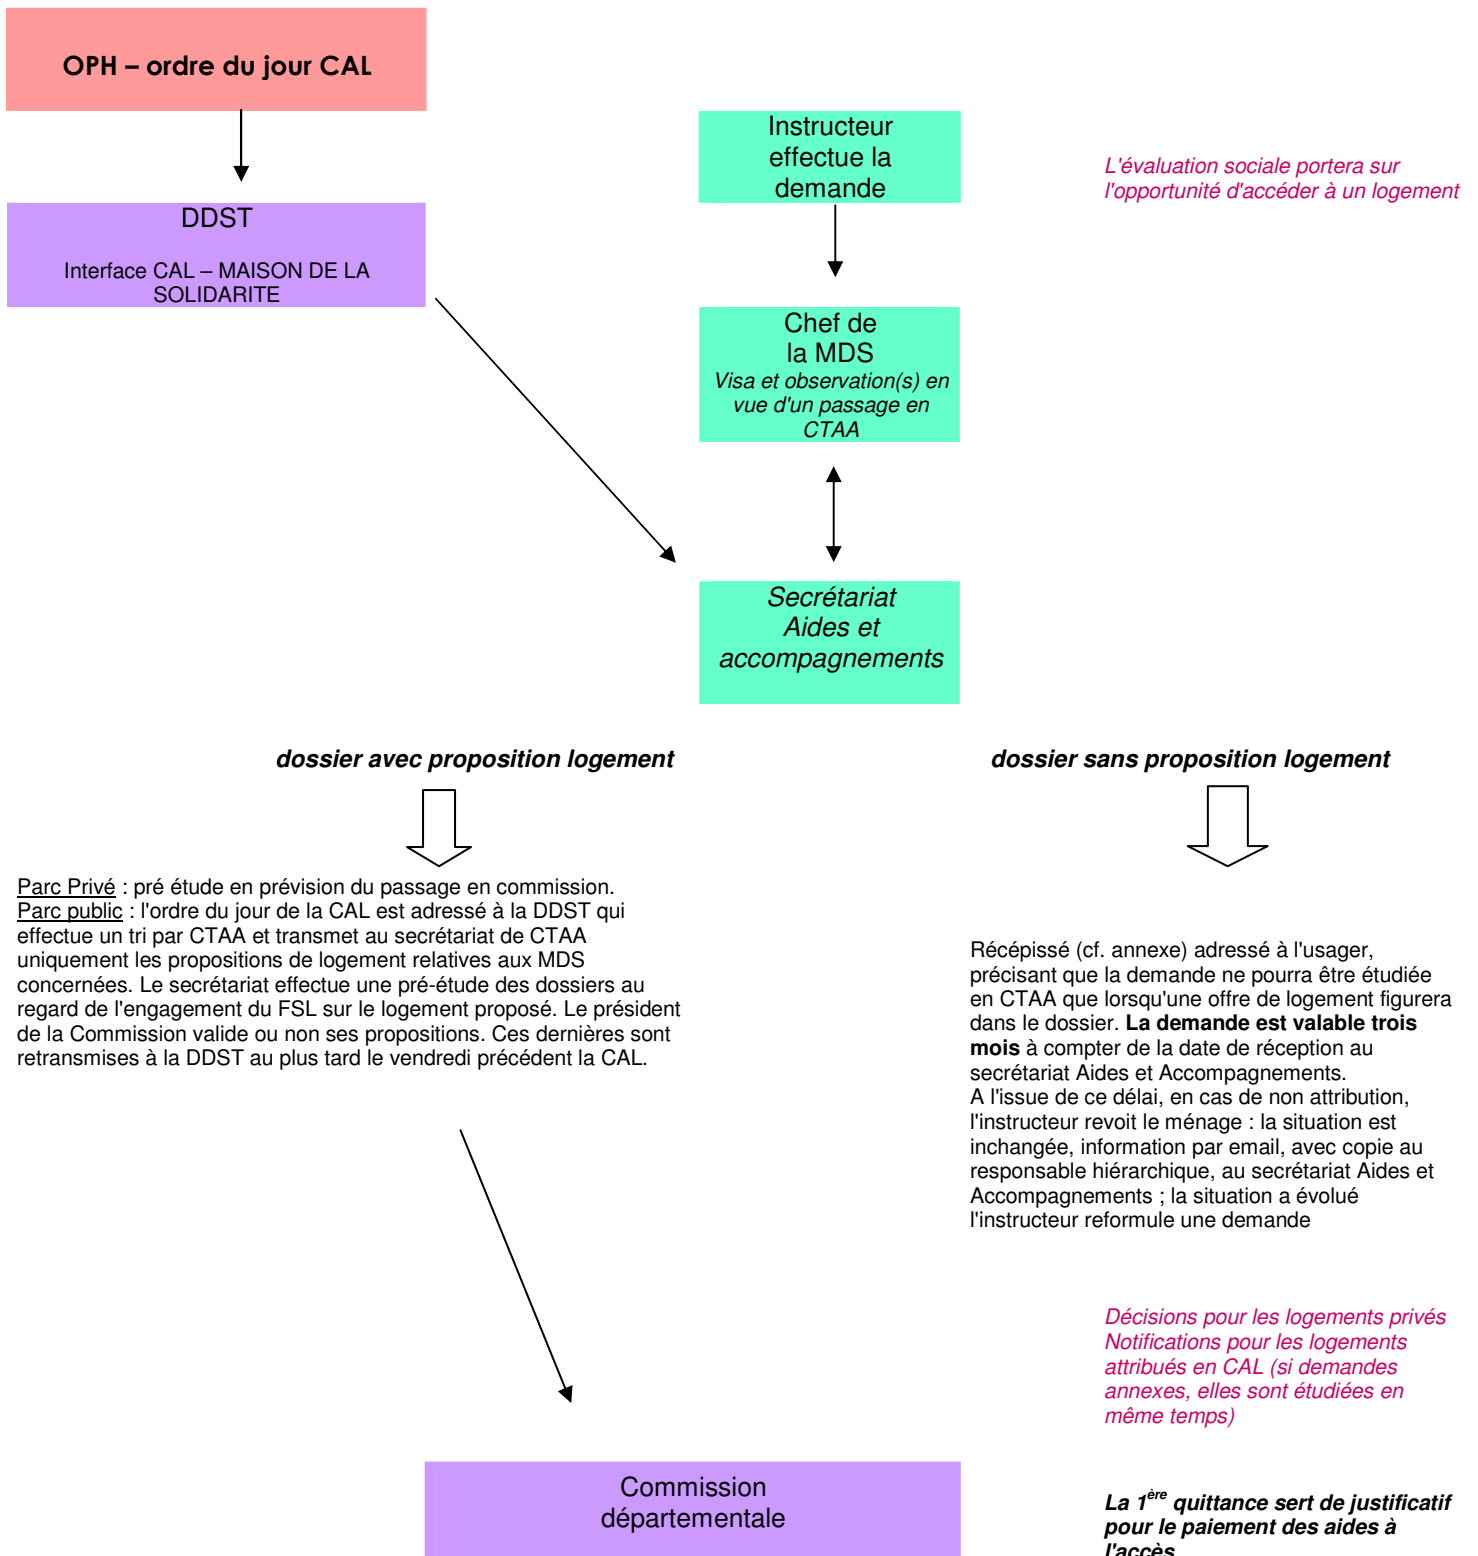 OPH – ordre du jour CAL
DDST
Interface CAL – MAISON DE LA
SOLIDARITE
Instructeur
effectue la
demande
L'évaluation sociale portera sur
l'opportunité d'accéder à un logement
Chef de
la MDS
Visa et observation(s) en
vue d'un passage en
CTAA
Secrétariat
Aides et
accompagnements
dossier avec proposition logement
dossier sans proposition logement
Parc Privé : pré étude en prévision du passage en commission.
Parc public : l'ordre du jour de la CAL est adressé à la DDST qui
effectue un tri par CTAA et transmet au secrétariat de CTAA
uniquement les propositions de logement relatives aux MDS
concernées. Le secrétariat effectue une pré-étude des dossiers au
regard de l'engagement du FSL sur le logement proposé. Le président
de la Commission valide ou non ses propositions. Ces dernières sont
retransmises à la DDST au plus tard le vendredi précédent la CAL.
Récépissé (cf. annexe) adressé à l'usager,
précisant que la demande ne pourra être étudiée
en CTAA que lorsqu'une offre de logement figurera
dans le dossier. La demande est valable trois
mois à compter de la date de réception au
secrétariat Aides et Accompagnements.
A l'issue de ce délai, en cas de non attribution,
l'instructeur revoit le ménage : la situation est
inchangée, information par email, avec copie au
responsable hiérarchique, au secrétariat Aides et
Accompagnements ; la situation a évolué
l'instructeur reformule une demande
Décisions pour les logements privés
Notifications pour les logements
attribués en CAL (si demandes
annexes, elles sont étudiées en
même temps)
Commission
départementale
La 1ère quittance sert de justificatif
pour le paiement des aides à
l'accès